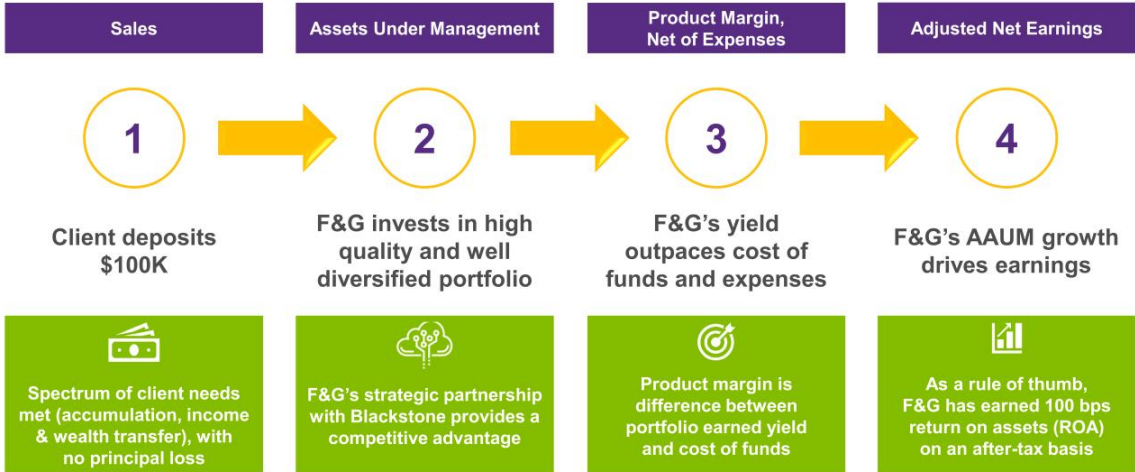 Sales
Assets Under Management
Product Margin,
Net of Expenses
Adjusted Net Earnings
1
2
3
4
Client deposits
$100K
F&G invests in high
quality and well
diversified portfolio
F&G's yield
outpaces cost of
funds and expenses
F&G's AAUM growth
drives earnings
Spectrum of client needs
met (accumulation, income
& wealth transfer), with
no principal loss
F&G's strategic partnership
with Blackstone provides a
competitive advantage
Product margin is
difference between
portfolio earned yield
and cost of funds
As a rule of thumb,
F&G has earned 100 bps
return on assets (ROA)
on an after-tax basis